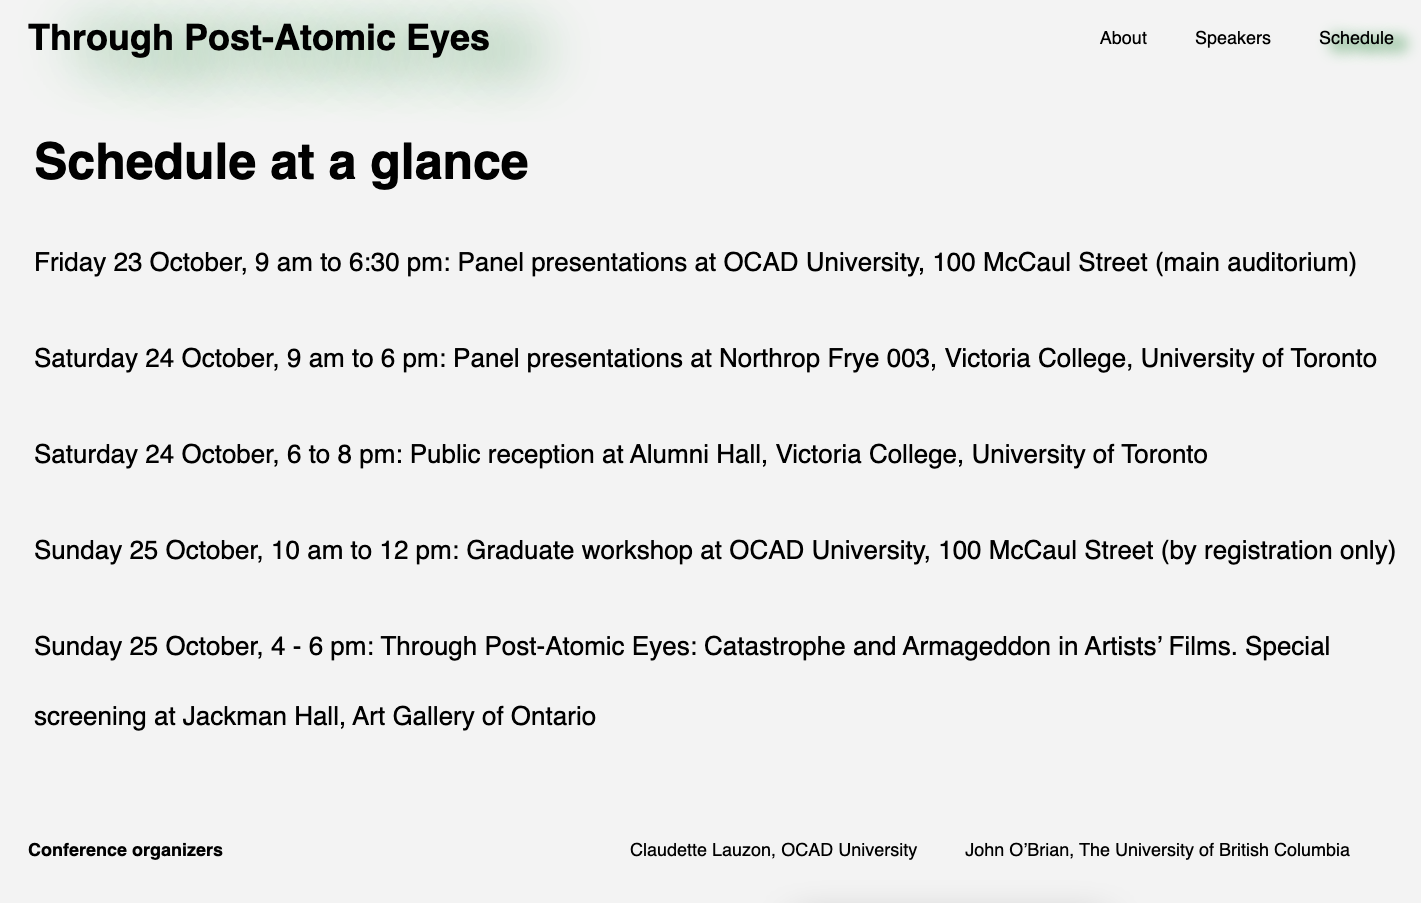 Through Post-Atomic Eyes
About Speakers Schedule
Schedule at a glance
Friday 23 October, 9 am to 6:30 pm: Panel presentations at OCAD University, 100 McCaul Street (main auditorium)
Saturday 24 October, 9 am to 6 pm: Panel presentations at Northrop Frye 003, Victoria College, University of Toronto
Saturday 24 October, 6 to 8 pm: Public reception at Alumni Hall, Victoria College, University of Toronto
Sunday 25 October, 10 am to 12 pm: Graduate workshop at OCAD University, 100 McCaul Street (by registration only)
Sunday 25 October, 4 - 6 pm: Through Post-Atomic Eyes: Catastrophe and Armageddon in Artists’ Films. Special
screening at Jackman Hall, Art Gallery of Ontario
Conference organizers
Claudette Lauzon, OCAD University
John O’Brian, The University of British Columbia